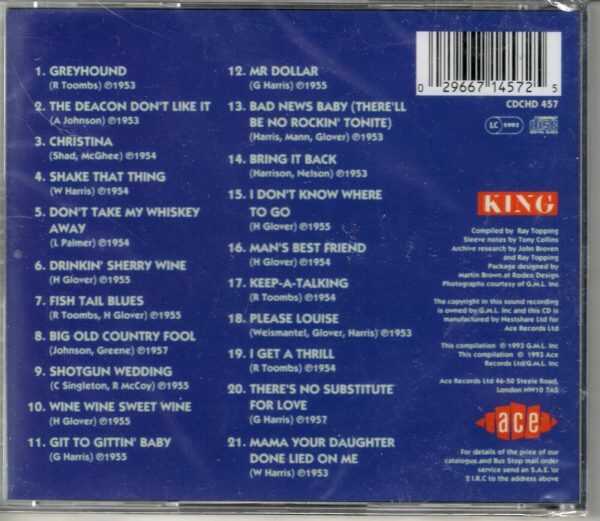 1. GREYHOUND
(R Toombs) ℗1953
2. THE DEACON DON'T LIKE IT
(A Johnson) ℗1953
3. CHRISTINA
(Shad, McGhee) ℗1954
4. SHAKE THAT THING
(W Harris) ℗1954
5. DON'T TAKE MY WHISKEY
AWAY
(L Palmer) ℗1954
6. DRINKIN' SHERRY WINE
(H Glover) ℗1955
7. FISH TAIL BLUES
(R Toombs, H Glover) ℗1955
8. BIG OLD COUNTRY FOOL
(Johnson, Greene) ℗1957
9. SHOTGUN WEDDING
(C Singleton, R McCoy) ℗1955
10. WINE WINE SWEET WINE
(H Glover) ℗1955
11. GIT TO GITTIN' BABY
(G Harris) ℗1955
12. MR DOLLAR
(G Harris) ℗1955
13. BAD NEWS BABY (THERE'LL
BE NO ROCKIN' TONITE)
(Harris, Mann, Glover) ℗1953
14. BRING IT BACK
(Harrison, Nelson) ℗1953
15. I DON'T KNOW WHERE
TO GO
(H Glover) ℗1955
16. MAN'S BEST FRIEND
(H Glover) ℗1954
17. KEEP-A-TALKING
(R Toombs) ℗1954
18. PLEASE LOUISE
(Weismantel, Glover, Harris) ℗1953
19. I GET A THRILL
(R Toombs) ℗1954
20. THERE'S NO SUBSTITUTE
FOR LOVE
(G Harris) ℗1957
21. MAMA YOUR DAUGHTER
DONE LIED ON ME
(W Harris) ℗1953
0 29667 14572 5
CDCHD 457
LC
KING
Compiled by Ray Topping
Sleeve notes by Tony Collins
Archive research by John Broven
and Ray Topping
Package designed by
Martin Brown at Rodeo Design
Photographs courtesy of G.M.L. Inc
The copyright in this sound recording
is owned by G.M.L. Inc and this CD is
manufactured by Westshare Ltd for
Ace Records Ltd
This compilation ℗ 1993 G.M.L. Inc
This compilation © 1993 Ace
Records Ltd/G.M.L. Inc
Ace Records Ltd 46-50 Steele Road,
London NW10 7AS
ace
For details of the price of our
catalogue and Bus Stop mail order
service send an S.A.E. or
I.R.C to the address above